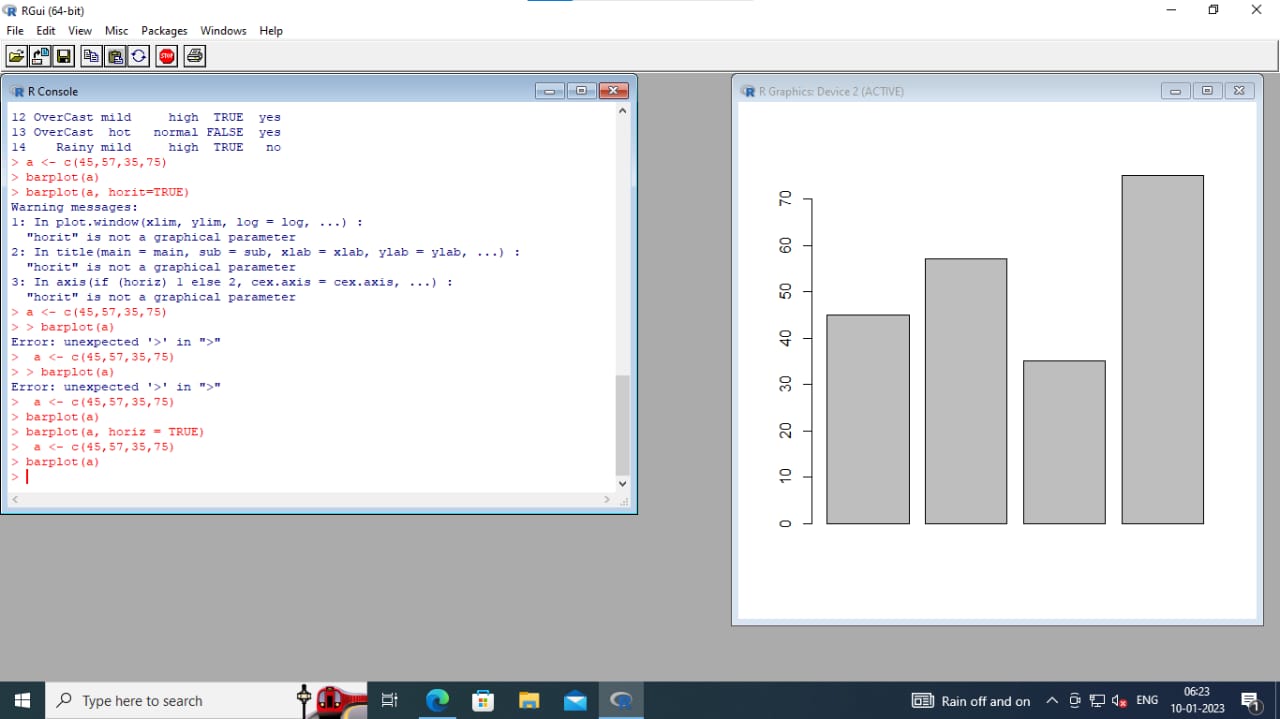 RGui (64-bit)
File Edit View Misc Packages Windows Help
STOP
R Console
12 OverCast mild     high  TRUE  yes
13 OverCast  hot   normal FALSE  yes
14    Rainy mild     high  TRUE   no
> a <- c(45,57,35,75)
> barplot(a)
> barplot(a, horit=TRUE)
Warning messages:
1: In plot.window(xlim, ylim, log = log, ...) :
  "horit" is not a graphical parameter
2: In title(main = main, sub = sub, xlab = xlab, ylab = ylab, ...) :
  "horit" is not a graphical parameter
3: In axis(if (horiz) 1 else 2, cex.axis = cex.axis, ...) :
  "horit" is not a graphical parameter
> a <- c(45,57,35,75)
> > barplot(a)
Error: unexpected '>' in ">"
>  a <- c(45,57,35,75)
> > barplot(a)
Error: unexpected '>' in ">"
>  a <- c(45,57,35,75)
> barplot(a)
> barplot(a, horiz = TRUE)
>  a <- c(45,57,35,75)
> barplot(a)
>
R Graphics: Device 2 (ACTIVE)
70
60
50
40
30
20
10
0
Type here to search
Rain off and on
ENG
06:23
10-01-2023
1